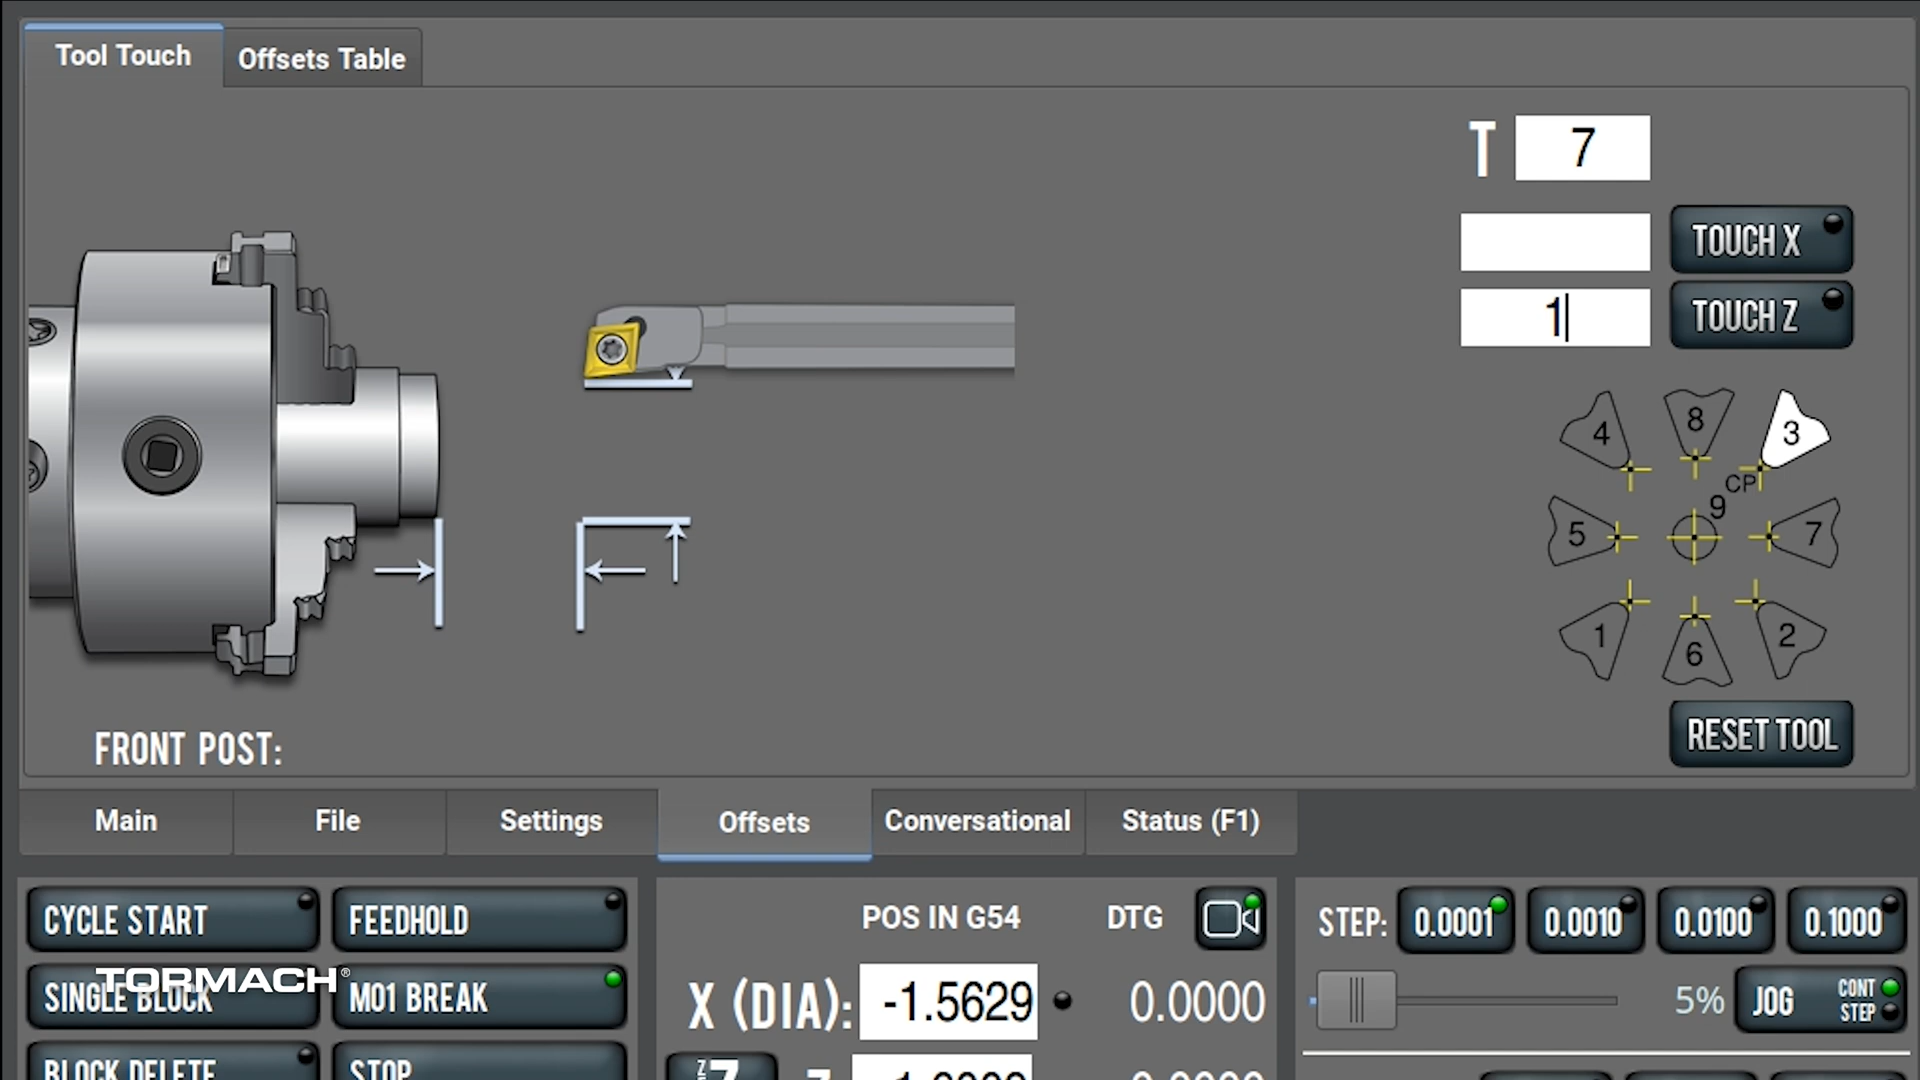 Tool Touch
Offsets Table
T 7
TOUCH X
1 TOUCH Z
4 8 3
CP
9
5 7
1 6 2
RESET TOOL
FRONT POST:
Main File Settings Offsets Conversational Status (F1)
CYCLE START FEEDHOLD
POS IN G54 DTG
STEP: 0.0001 0.0010 0.0100 0.1000
TORMACH®
SINGLE BLOCK M01 BREAK
X (DIA): -1.5629 0.0000
5% JOG CONT STEP
BLOCK DELETE STOP